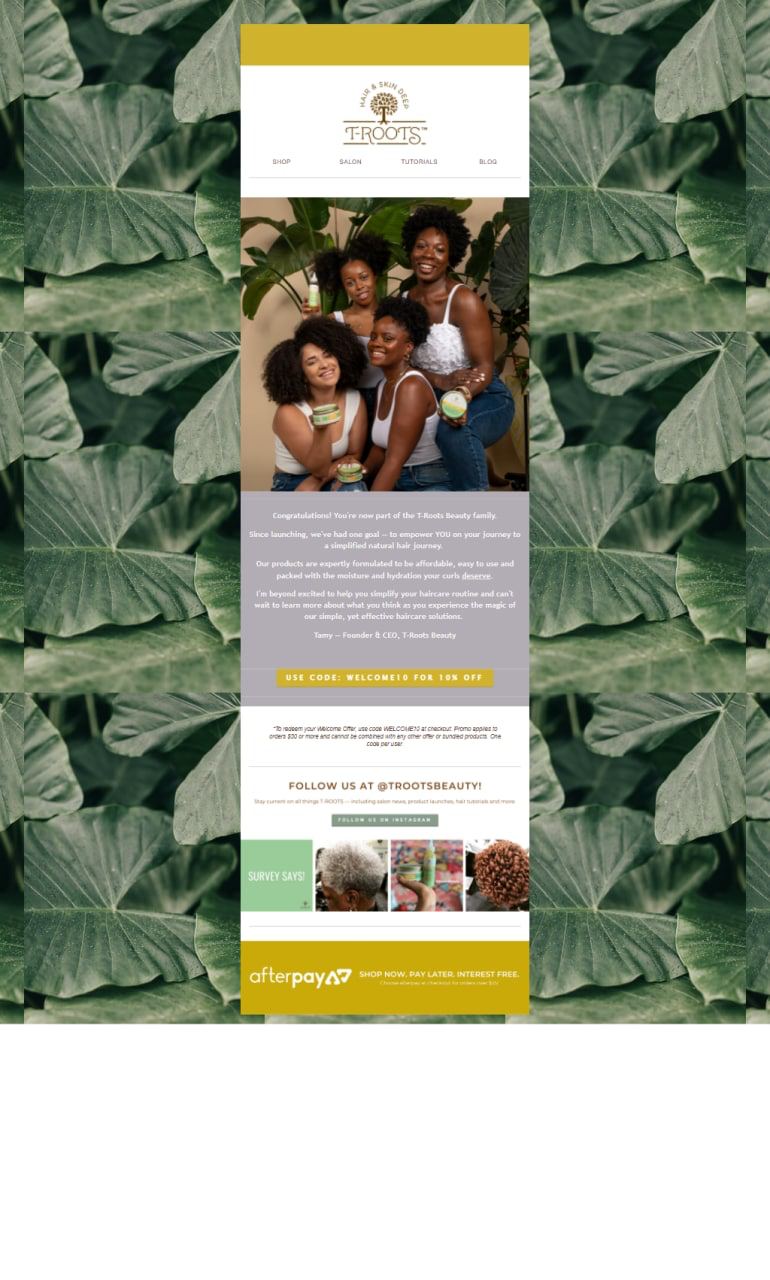 HAIR & SKIN DEEP
T-ROOTS™
SHOP SALON TUTORIALS BLOG
Congratulations! You're now part of the T-Roots Beauty family.
Since launching, we've had one goal — to empower YOU on your journey to
a simplified natural hair journey.
Our products are expertly formulated to be affordable, easy to use and
packed with the moisture and hydration your curls deserve.
I'm beyond excited to help you simplify your haircare routine and can't
wait to learn more about what you think as you experience the magic of
our simple, yet effective haircare solutions.
Tamy — Founder & CEO, T-Roots Beauty
USE CODE: WELCOME10 FOR 10% OFF
*To redeem your Welcome Offer, use code WELCOME10 at checkout. Promo applies to
orders $30 or more and cannot be combined with any other offer or bundled products. One
code per user
FOLLOW US AT @TROOTSBEAUTY!
Stay current on all things T-ROOTS — including salon news, product launches, hair tutorials and more
FOLLOW US ON INSTAGRAM
SURVEY SAYS!
afterpay SHOP NOW. PAY LATER. INTEREST FREE.
Choose afterpay at checkout for orders over